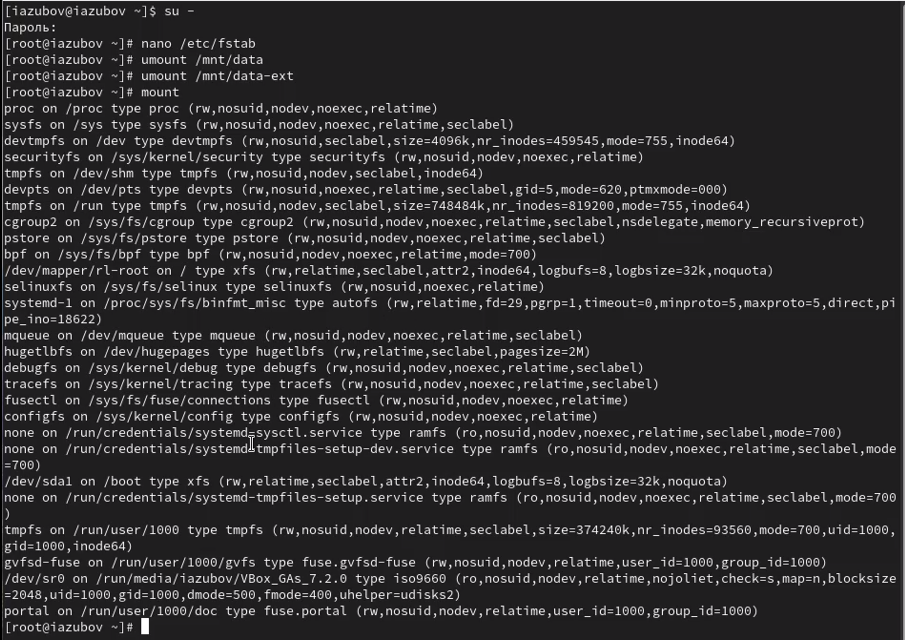 [iazubov@iazubov ~]$ su -
Пароль:
[root@iazubov ~]# nano /etc/fstab
[root@iazubov ~]# umount /mnt/data
[root@iazubov ~]# umount /mnt/data-ext
[root@iazubov ~]# mount
proc on /proc type proc (rw,nosuid,nodev,noexec,relatime)
sysfs on /sys type sysfs (rw,nosuid,nodev,noexec,relatime,seclabel)
devtmpfs on /dev type devtmpfs (rw,nosuid,seclabel,size=4096k,nr_inodes=459545,mode=755,inode64)
securityfs on /sys/kernel/security type securityfs (rw,nosuid,nodev,noexec,relatime)
tmpfs on /dev/shm type tmpfs (rw,nosuid,nodev,seclabel,inode64)
devpts on /dev/pts type devpts (rw,nosuid,noexec,relatime,seclabel,gid=5,mode=620,ptmxmode=000)
tmpfs on /run type tmpfs (rw,nosuid,nodev,seclabel,size=748484k,nr_inodes=819200,mode=755,inode64)
cgroup2 on /sys/fs/cgroup type cgroup2 (rw,nosuid,nodev,noexec,relatime,seclabel,nsdelegate,memory_recursiveprot)
pstore on /sys/fs/pstore type pstore (rw,nosuid,nodev,noexec,relatime,seclabel)
bpf on /sys/fs/bpf type bpf (rw,nosuid,nodev,noexec,relatime,mode=700)
/dev/mapper/rl-root on / type xfs (rw,relatime,seclabel,attr2,inode64,logbufs=8,logbsize=32k,noquota)
selinuxfs on /sys/fs/selinux type selinuxfs (rw,nosuid,noexec,relatime)
systemd-1 on /proc/sys/fs/binfmt_misc type autofs (rw,relatime,fd=29,pgrp=1,timeout=0,minproto=5,maxproto=5,direct,pi
pe_ino=18622)
mqueue on /dev/mqueue type mqueue (rw,nosuid,nodev,noexec,relatime,seclabel)
hugetlbfs on /dev/hugepages type hugetlbfs (rw,relatime,seclabel,pagesize=2M)
debugfs on /sys/kernel/debug type debugfs (rw,nosuid,nodev,noexec,relatime,seclabel)
tracefs on /sys/kernel/tracing type tracefs (rw,nosuid,nodev,noexec,relatime,seclabel)
fusectl on /sys/fs/fuse/connections type fusectl (rw,nosuid,nodev,noexec,relatime)
configfs on /sys/kernel/config type configfs (rw,nosuid,nodev,noexec,relatime)
none on /run/credentials/systemd-sysctl.service type ramfs (ro,nosuid,nodev,noexec,relatime,seclabel,mode=700)
none on /run/credentials/systemd-tmpfiles-setup-dev.service type ramfs (ro,nosuid,nodev,noexec,relatime,seclabel,mode
=700)
/dev/sda1 on /boot type xfs (rw,relatime,seclabel,attr2,inode64,logbufs=8,logbsize=32k,noquota)
none on /run/credentials/systemd-tmpfiles-setup.service type ramfs (ro,nosuid,nodev,noexec,relatime,seclabel,mode=700
)
tmpfs on /run/user/1000 type tmpfs (rw,nosuid,nodev,relatime,seclabel,size=374240k,nr_inodes=93560,mode=700,uid=1000,
gid=1000,inode64)
gvfsd-fuse on /run/user/1000/gvfs type fuse.gvfsd-fuse (rw,nosuid,nodev,relatime,user_id=1000,group_id=1000)
/dev/sr0 on /run/media/iazubov/VBox_GAs_7.2.0 type iso9660 (ro,nosuid,nodev,relatime,nojoliet,check=s,map=n,blocksize
=2048,uid=1000,gid=1000,dmode=500,fmode=400,uhelper=udisks2)
portal on /run/user/1000/doc type fuse.portal (rw,nosuid,nodev,relatime,user_id=1000,group_id=1000)
[root@iazubov ~]#